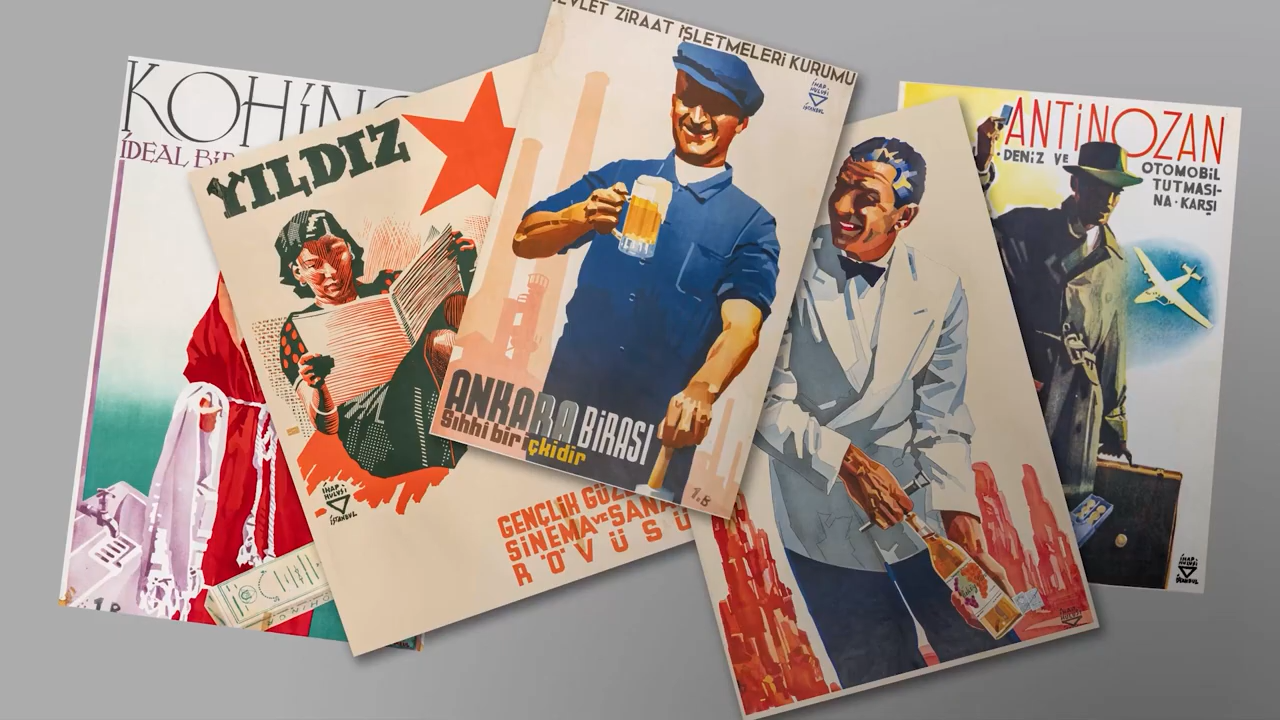 KOHİN
İDEAL BİR
YILDIZ
İHAP
HULUSİ
İSTANBUL
GENÇLİK GÜZ
SİNEMA ve SANA
RÖVÜSÜ
EVLET ZİRAAT İŞLETMELERİ KURUMU
İHAP
HULUSİ
İSTANBUL
ANKARA BİRASI
Sıhhi bir içkidir
1.B
ANTİNOZAN
DENİZ VE OTOMOBİL
TUTMASI-
NA·KARŞI
İHAP
HULUSİ
İSTANBUL